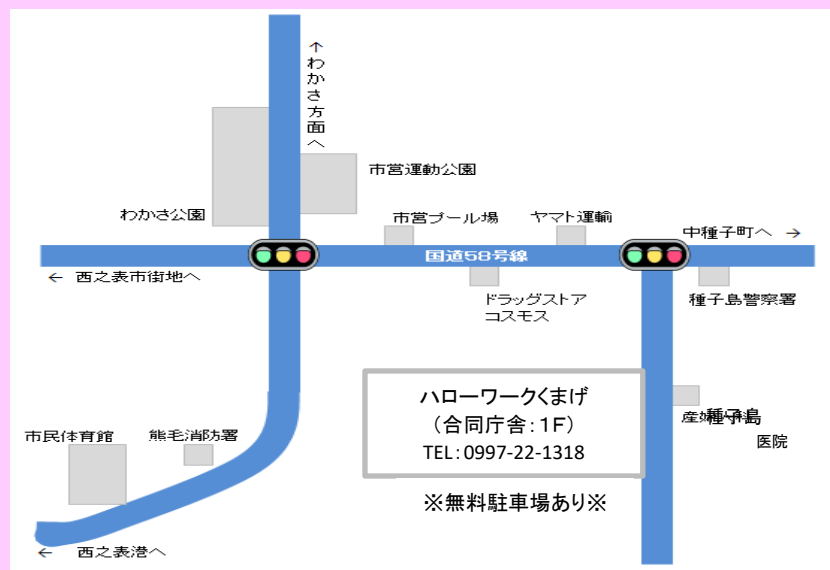 ↑わかさ方面へ
市営運動公園
わかさ公園
市営プール場
ヤマト運輸
中種子町へ →
国道58号線
← 西之表市街地へ
ドラッグストア
コスモス
種子島警察署
ハローワークくまげ
（合同庁舎：１Ｆ）
TEL：0997-22-1318
種子島
医院
市民体育館
熊毛消防署
※無料駐車場あり※
← 西之表港へ